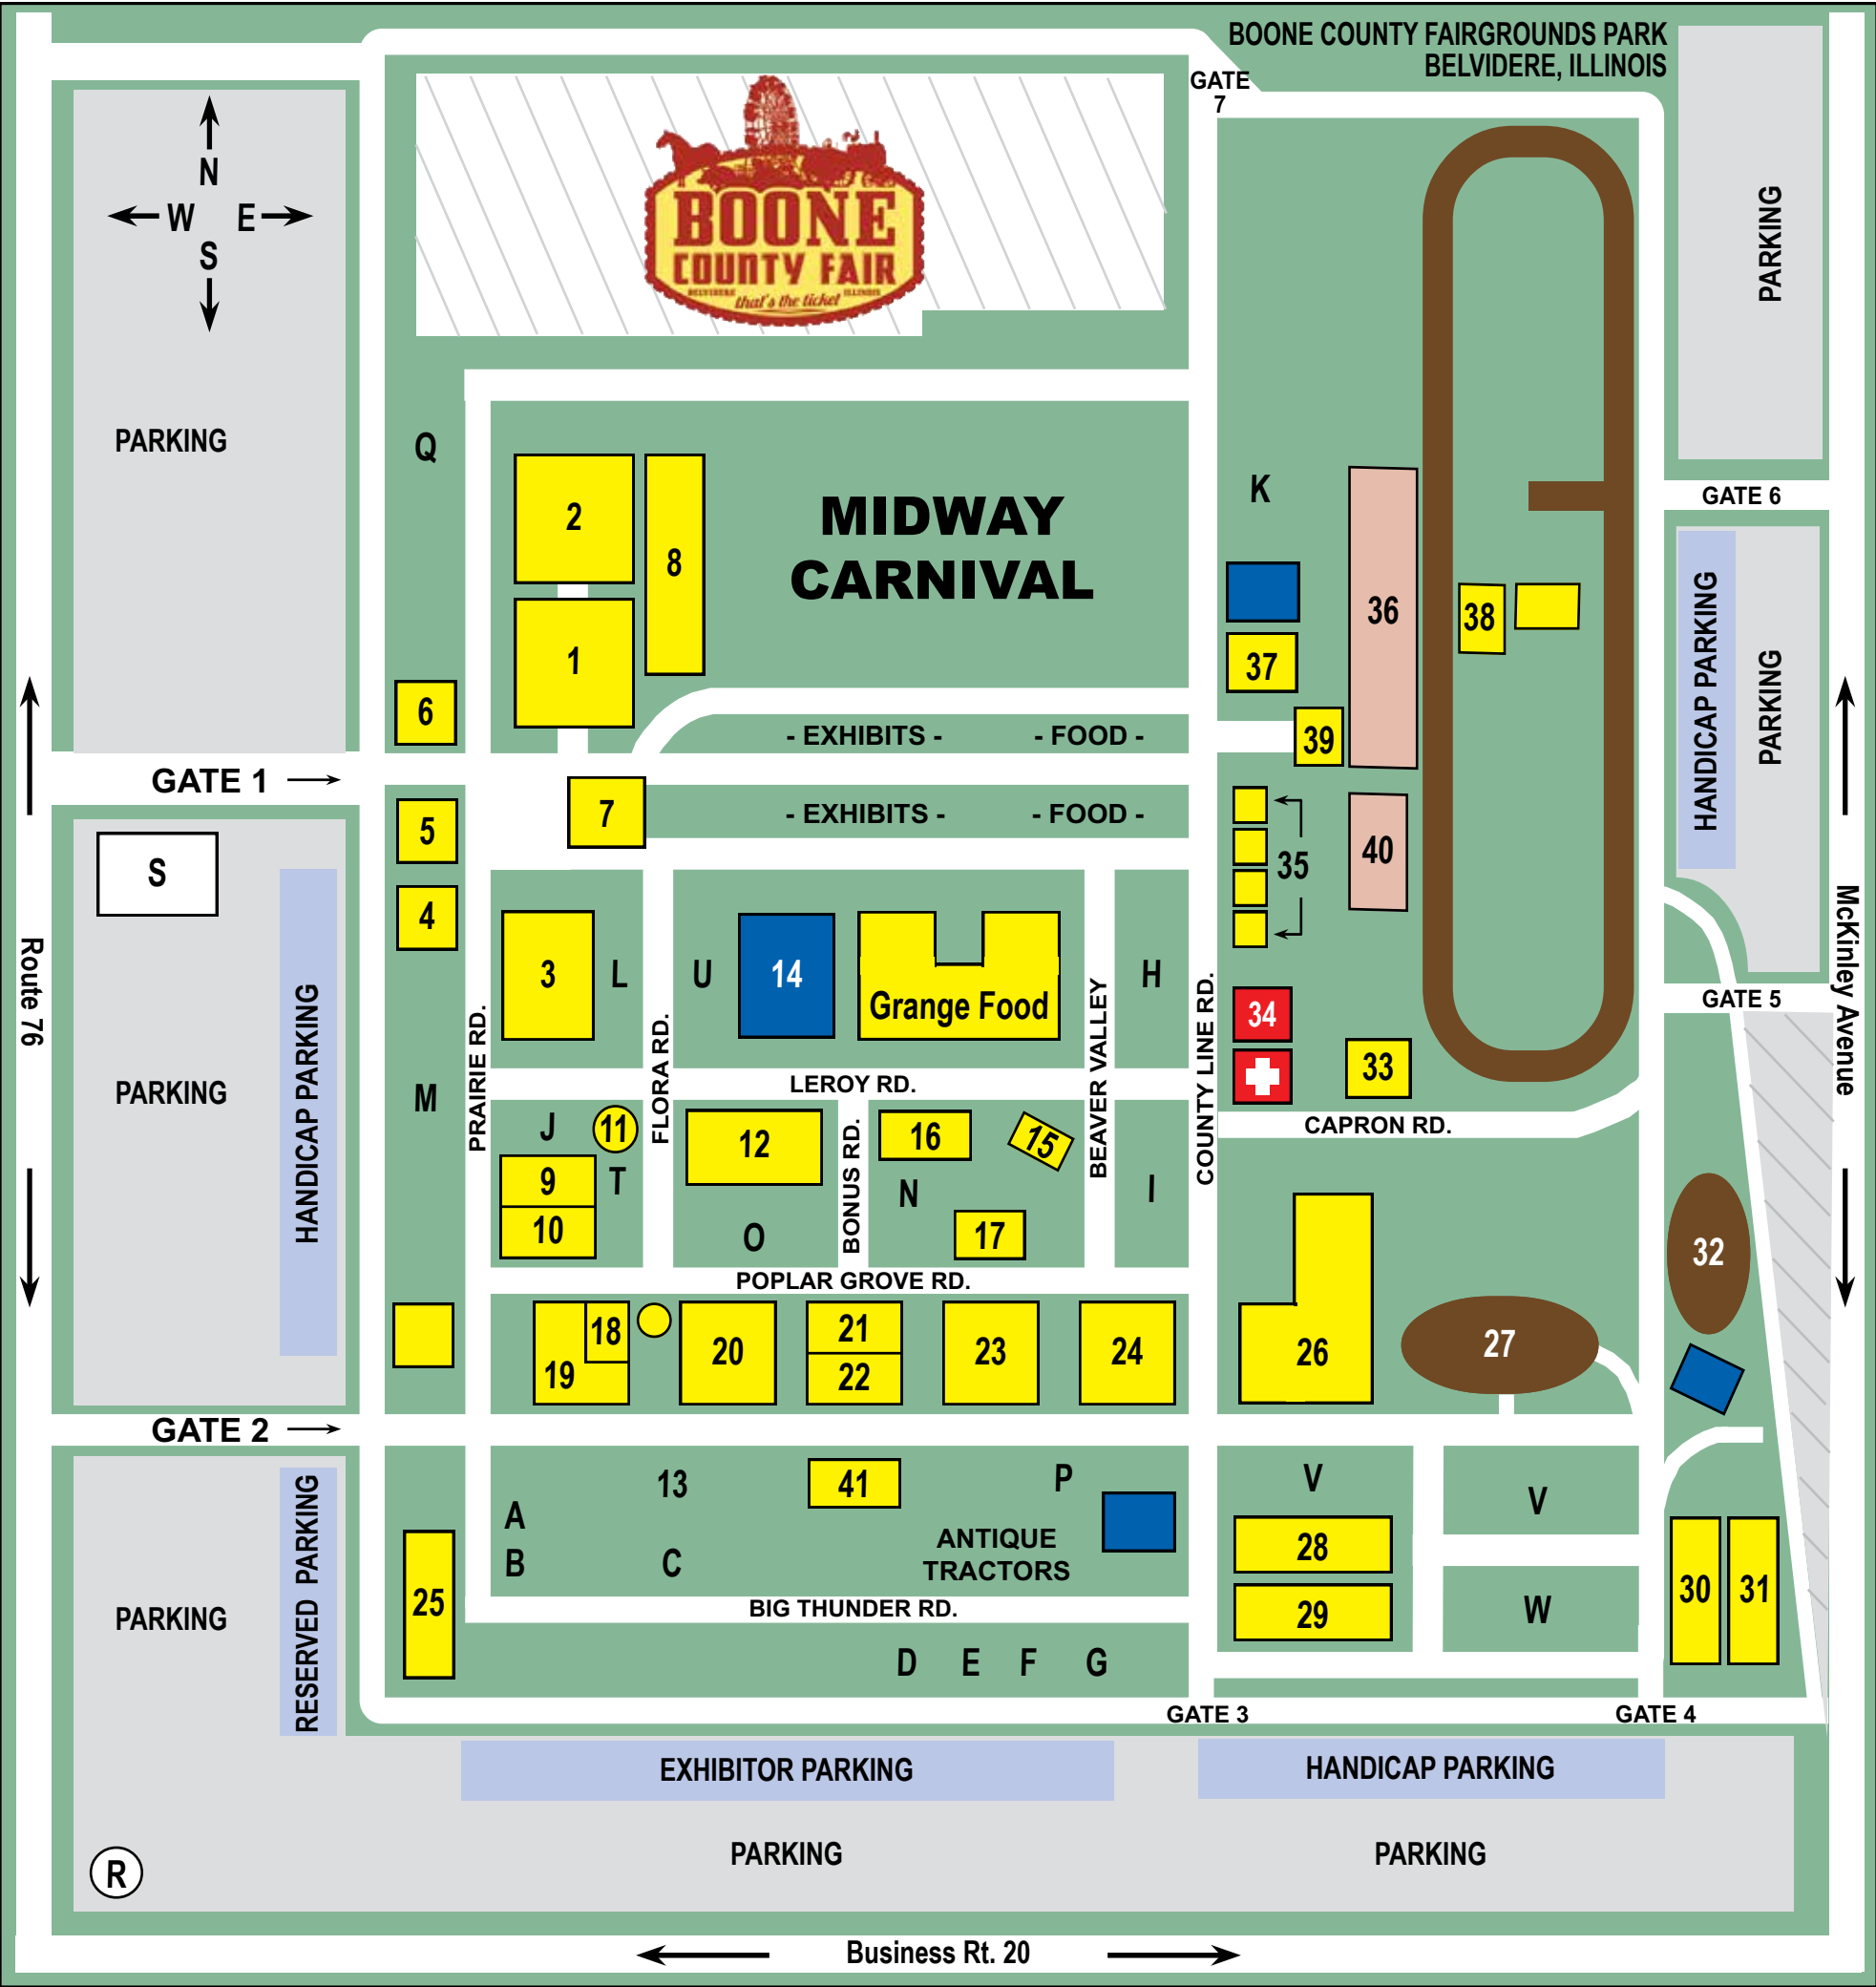 BOONE COUNTY FAIRGROUNDS PARK
BELVIDERE, ILLINOIS
GATE
7
N
W E
S
BOONE
COUNTY FAIR
BELVIDERE ILLINOIS
that's the ticket
PARKING
PARKING
Q
K
GATE 6
2
8
MIDWAY
CARNIVAL
1
36
38
37
HANDICAP PARKING
PARKING
6
39
- EXHIBITS - - FOOD -
GATE 1
5
7
- EXHIBITS - - FOOD -
35
40
S
4
3
L
U
14
Grange Food
H
34
GATE 5
Route 76
McKinley Avenue
HANDICAP PARKING
PARKING
M
PRAIRIE RD.
FLORA RD.
LEROY RD.
BEAVER VALLEY
COUNTY LINE RD.
33
CAPRON RD.
J
11
12
BONUS RD.
16
15
9
T
10
O
N
17
I
32
POPLAR GROVE RD.
18
19
20
21
22
23
24
26
27
GATE 2
13
41
P
V
V
A
B
C
ANTIQUE
TRACTORS
28
29
W
30
31
25
PARKING
RESERVED PARKING
BIG THUNDER RD.
D E F G
GATE 3
GATE 4
EXHIBITOR PARKING
HANDICAP PARKING
PARKING
PARKING
R
Business Rt. 20